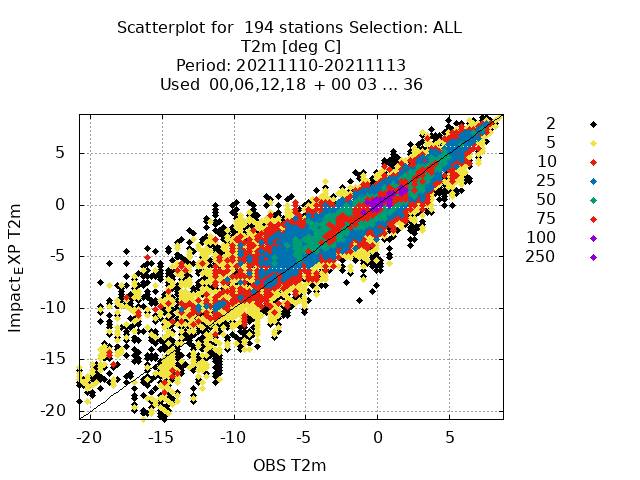 Scatterplot for 194 stations Selection: ALL
T2m [deg C]
Period: 20211110-20211113
Used 00,06,12,18 + 00 03 ... 36
2
5
10
25
50
75
100
250
5
0
-5
-10
-15
-20
Impact_EXP T2m
-20 -15 -10 -5 0 5
OBS T2m